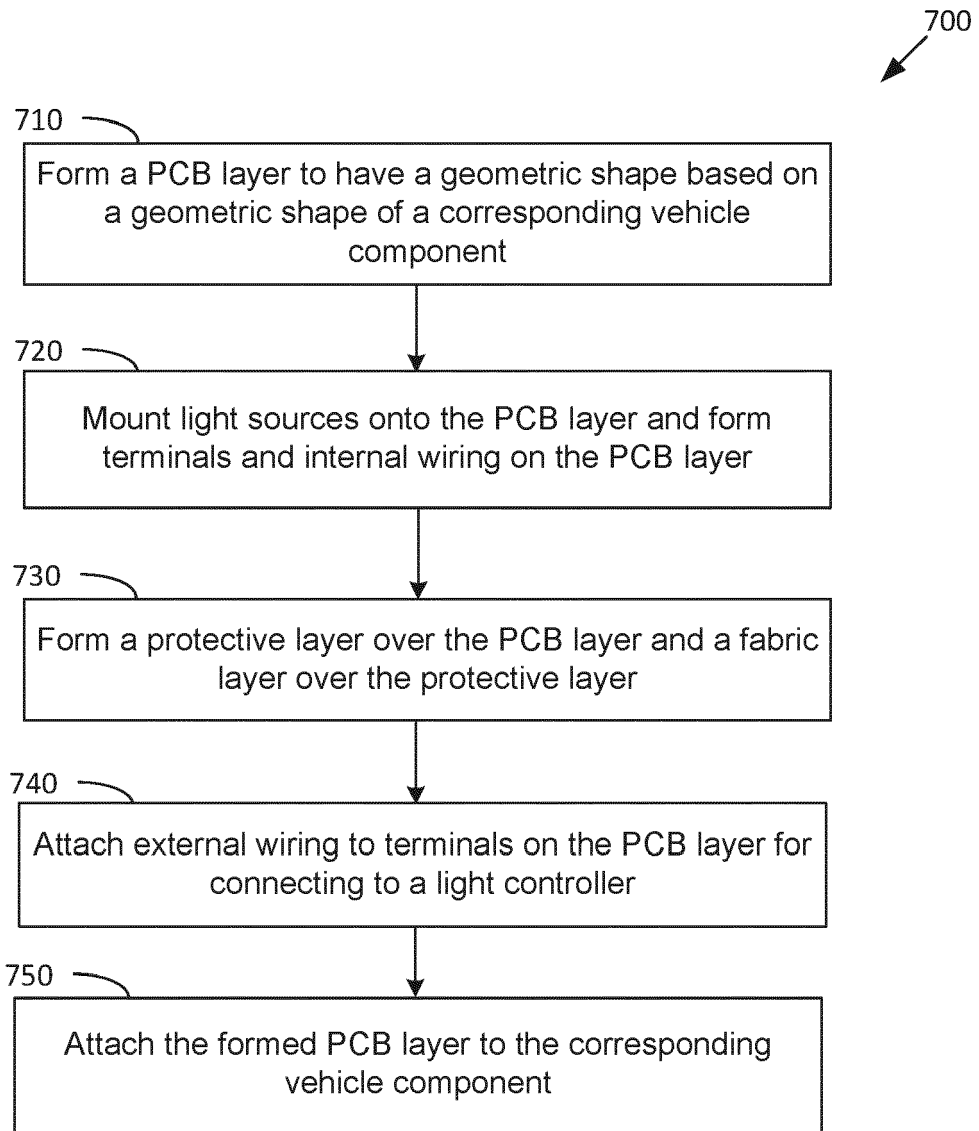 700
710
Form a PCB layer to have a geometric shape based on
a geometric shape of a corresponding vehicle
component
720
Mount light sources onto the PCB layer and form
terminals and internal wiring on the PCB layer
730
Form a protective layer over the PCB layer and a fabric
layer over the protective layer
740
Attach external wiring to terminals on the PCB layer for
connecting to a light controller
750
Attach the formed PCB layer to the corresponding
vehicle component